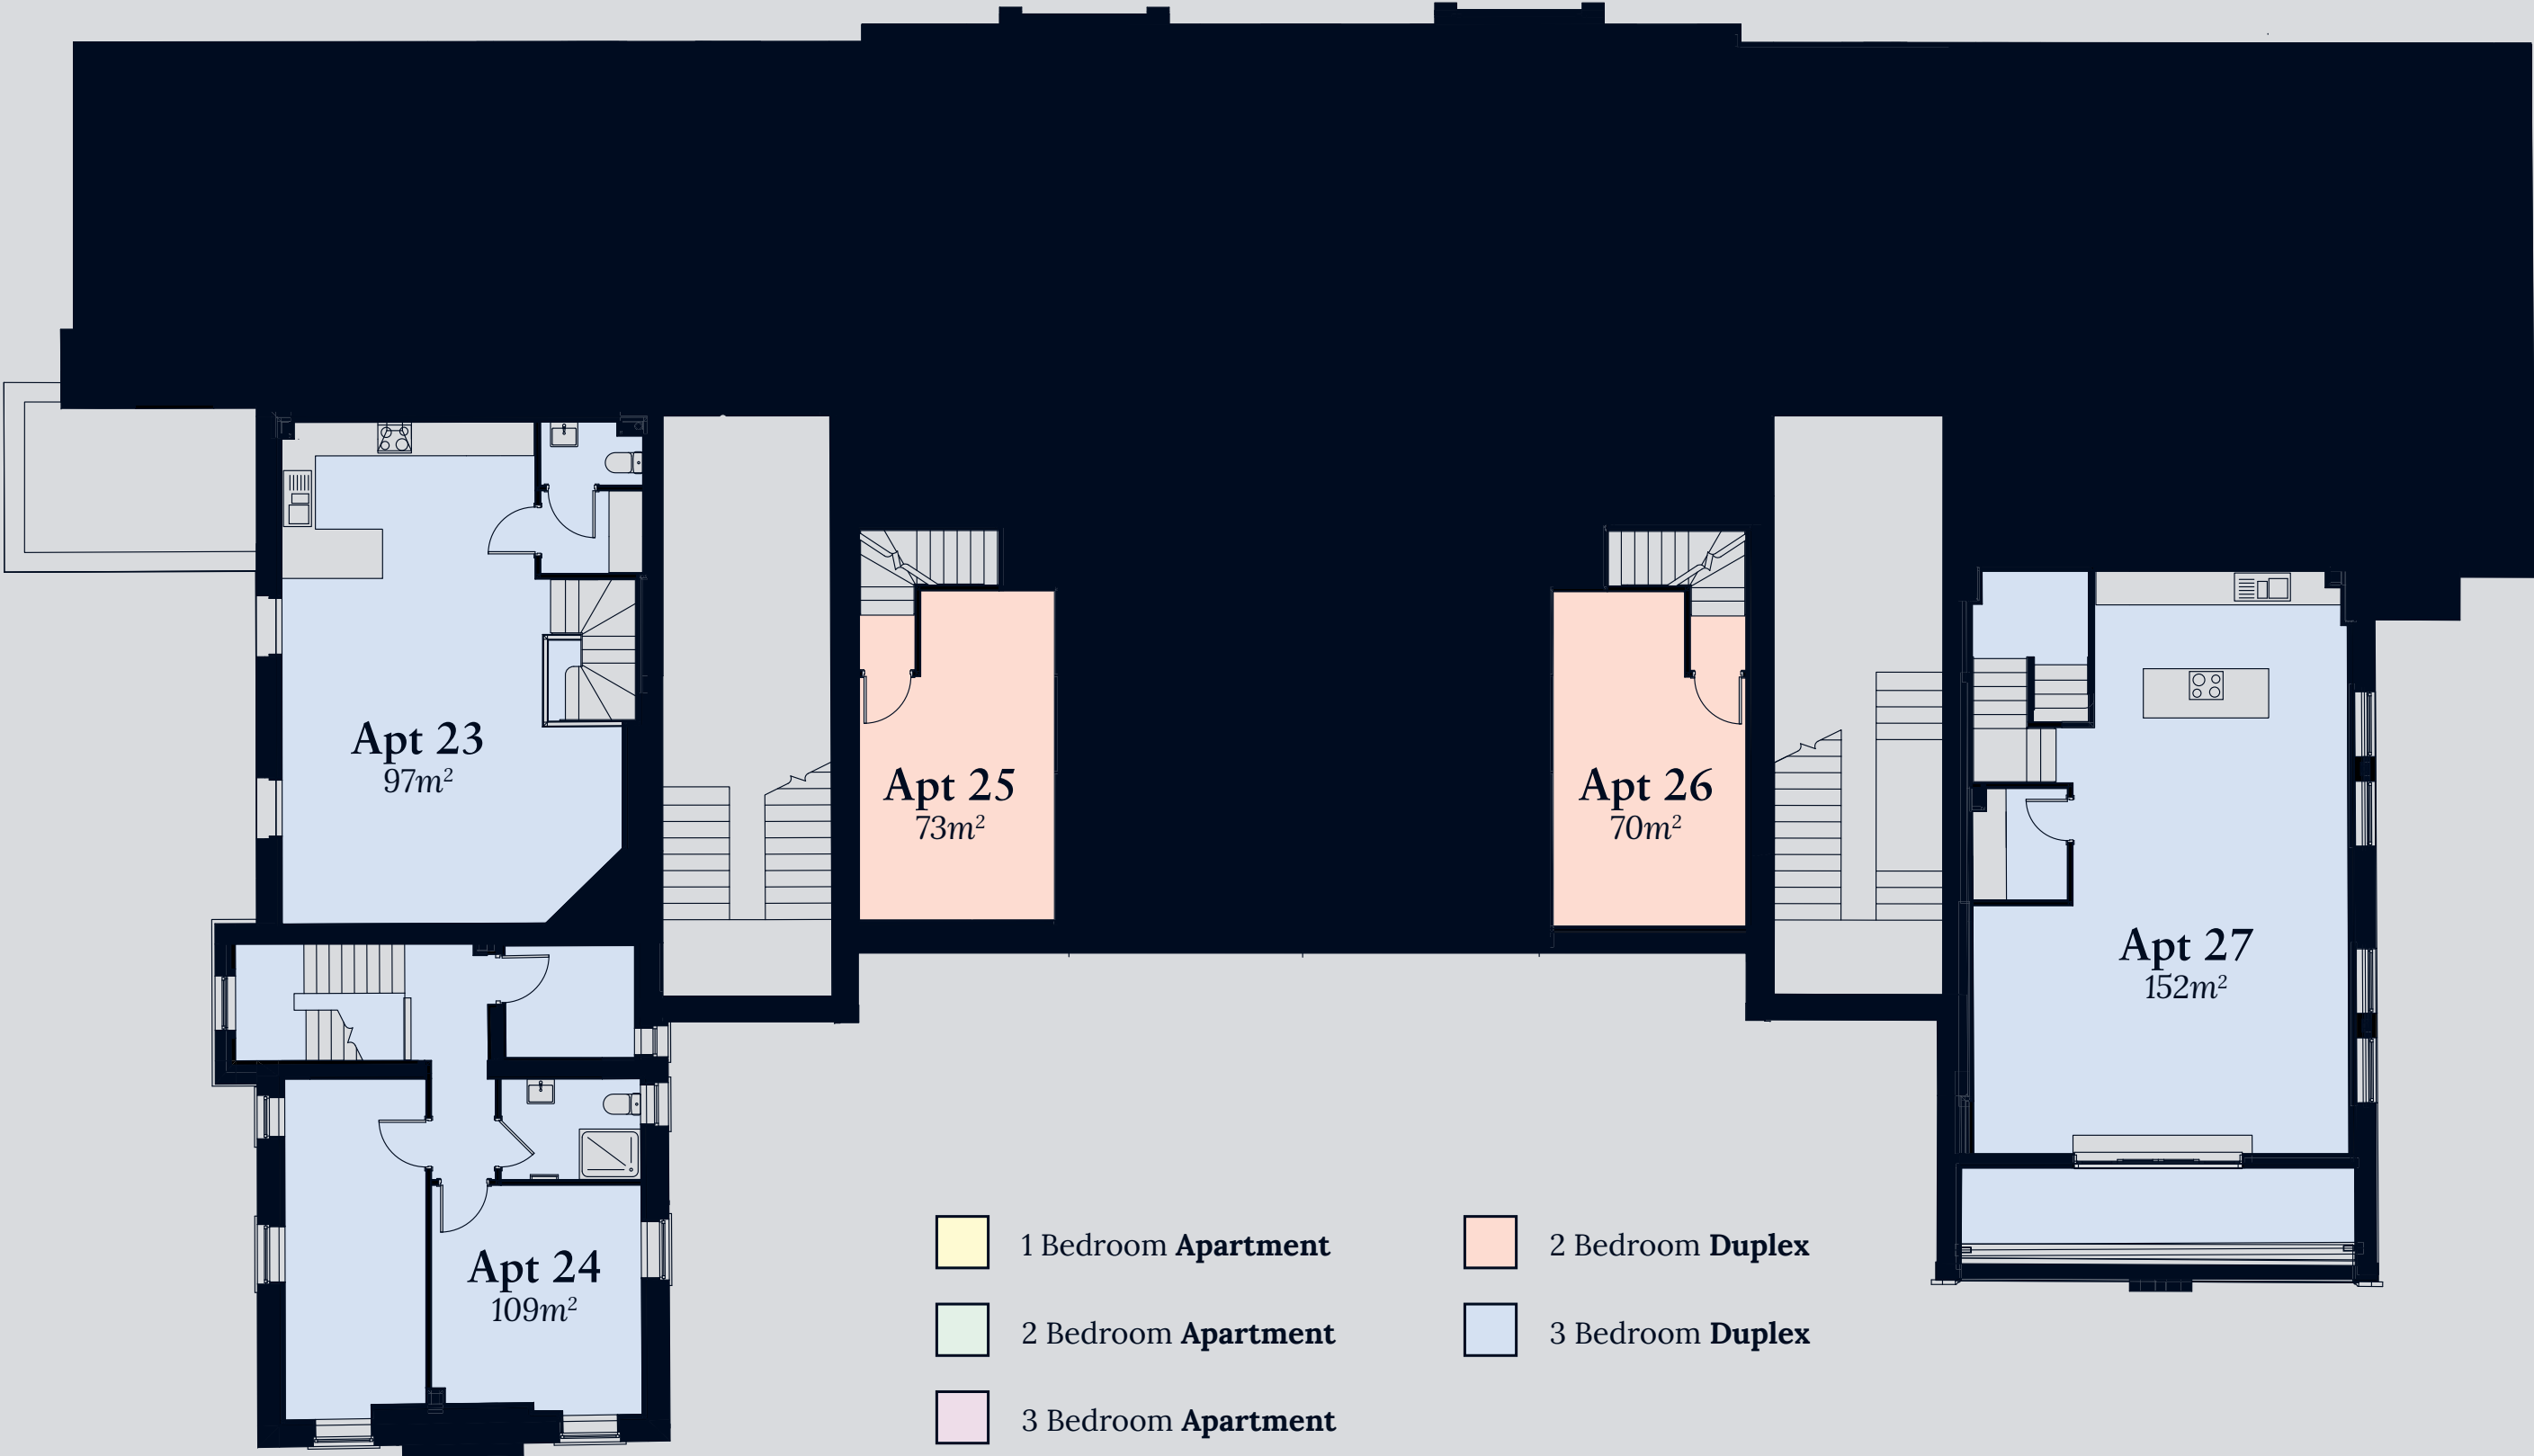 Apt 23
97m²
Apt 25
73m²
Apt 26
70m²
Apt 27
152m²
Apt 24
109m²
1 Bedroom Apartment
2 Bedroom Apartment
3 Bedroom Apartment
2 Bedroom Duplex
3 Bedroom Duplex